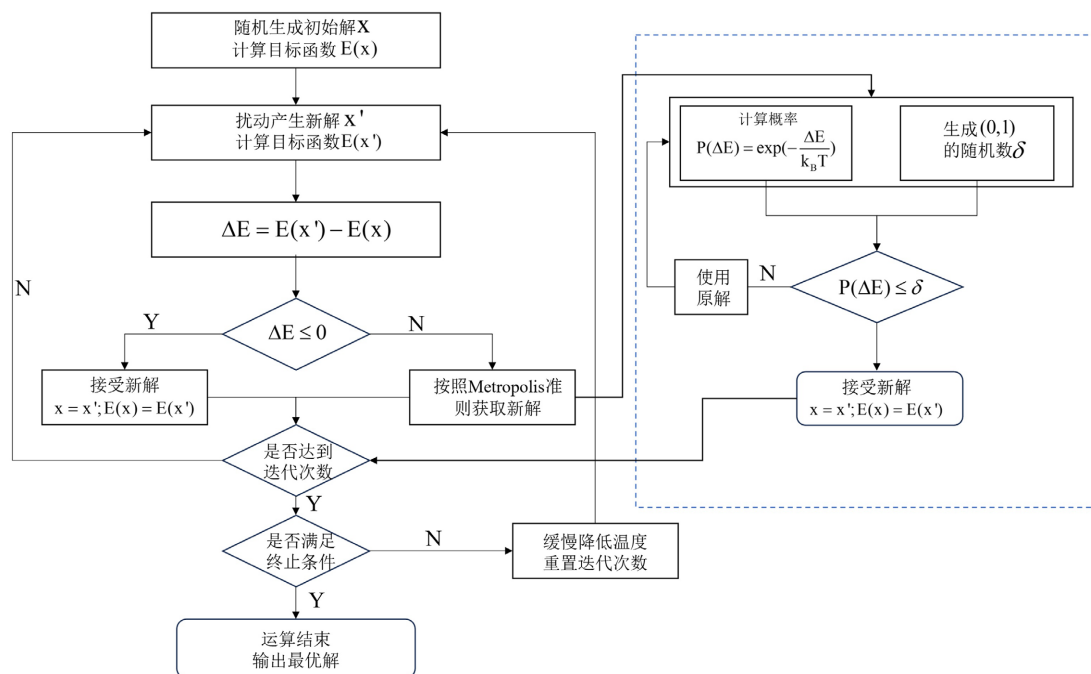 随机生成初始解X
计算目标函数 E(x)
扰动产生新解 x'
计算目标函数E(x')
ΔE = E(x') − E(x)
N
ΔE ≤ 0
Y
N
接受新解
x = x'; E(x) = E(x')
按照Metropolis准
则获取新解
是否达到
迭代次数
Y
是否满足
终止条件
N
缓慢降低温度
重置迭代次数
Y
运算结束
输出最优解
计算概率
P(ΔE) = exp(−ΔE/k_BT)
生成(0,1)
的随机数δ
使用
原解
N
P(ΔE) ≤ δ
接受新解
x = x'; E(x) = E(x')